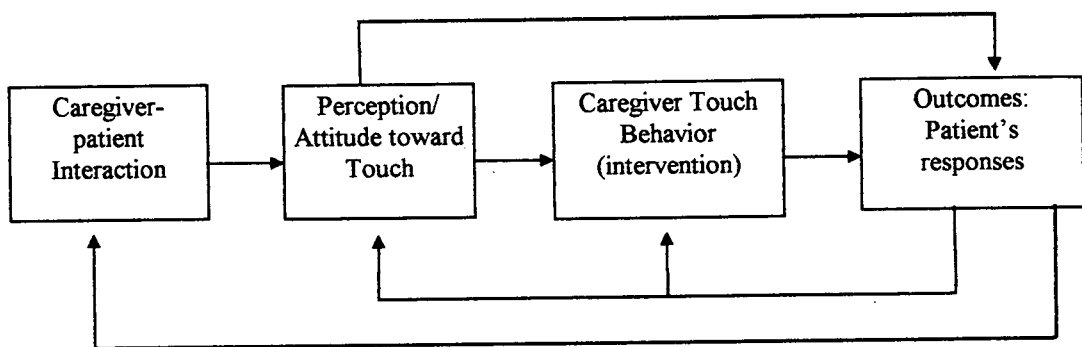 Caregiver-
patient
Interaction
Perception/
Attitude toward
Touch
Caregiver Touch
Behavior
(intervention)
Outcomes:
Patient's
responses